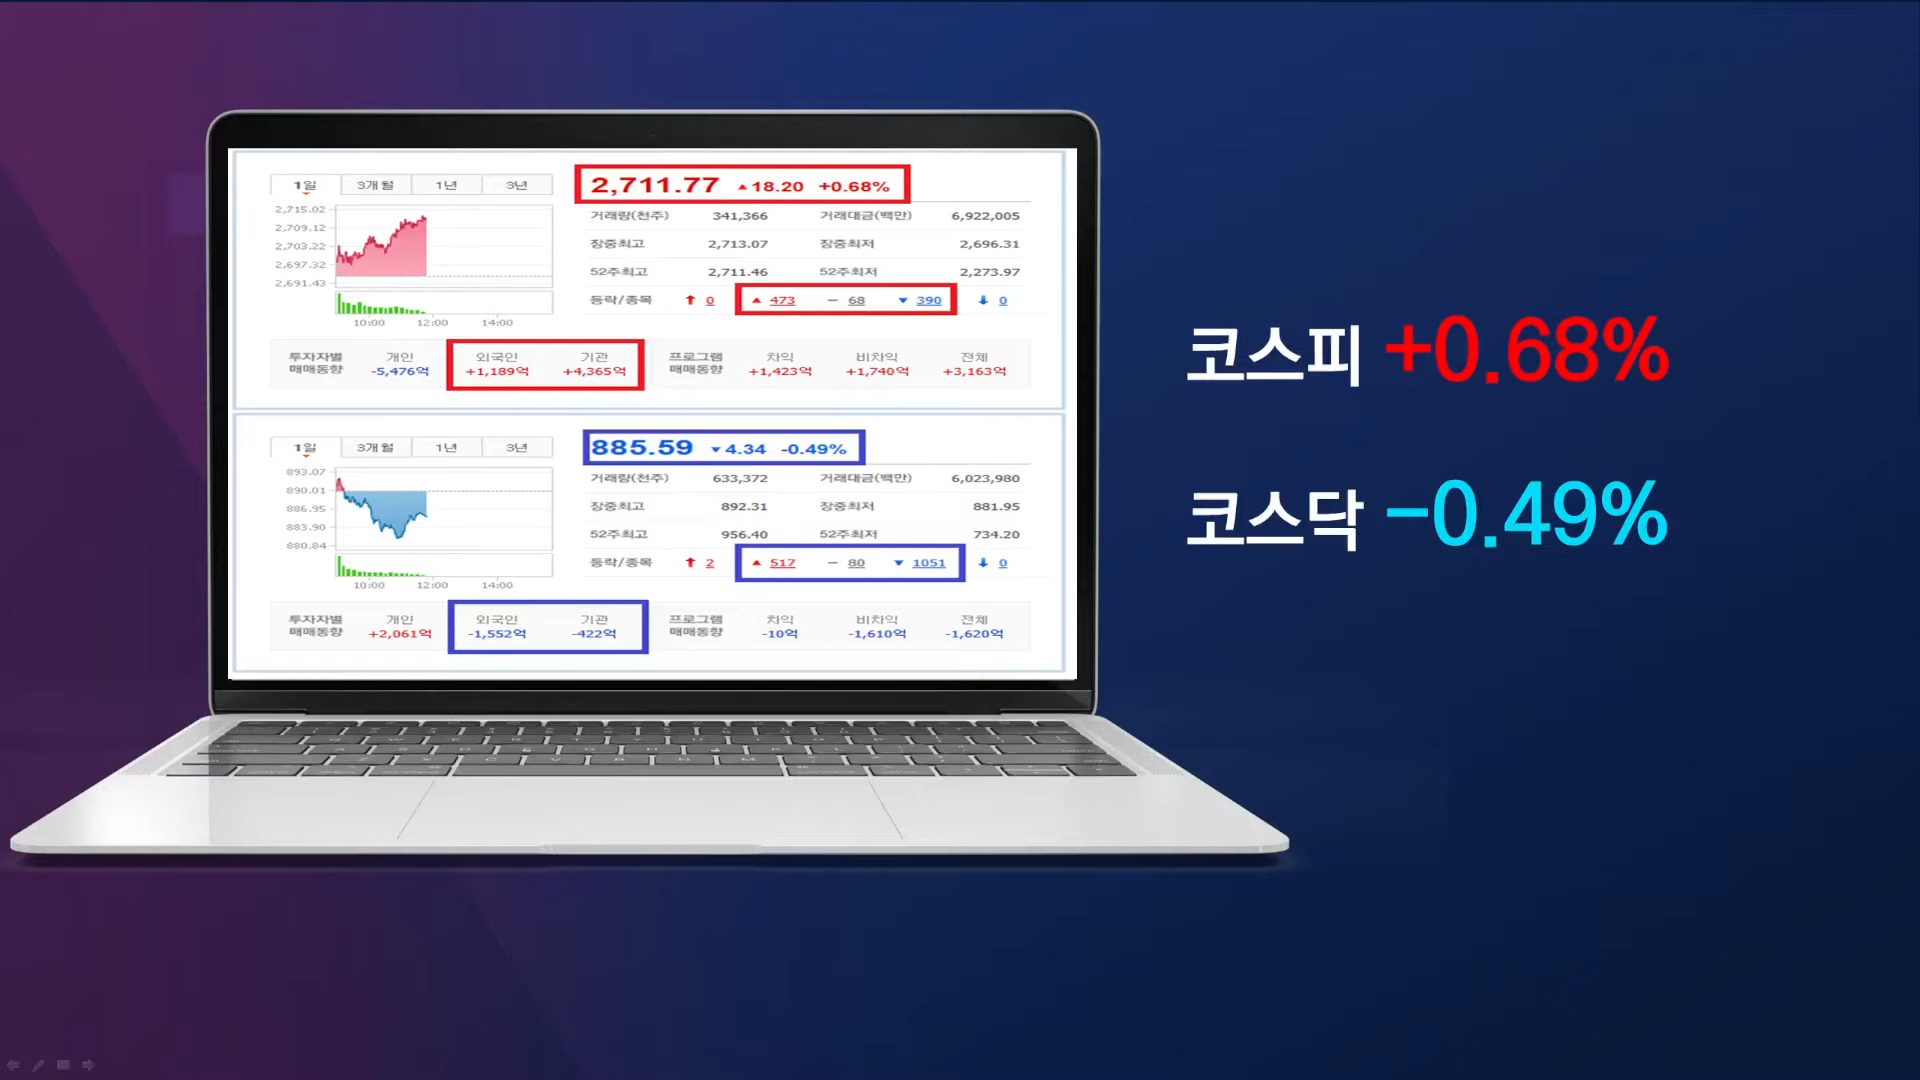 1일 3개월 1년 3년
2,711.77 ▲18.20 +0.68%
2,715.02
2,709.12
2,703.22
2,697.32
2,691.43
10:00 12:00 14:00
거래량(천주) 341,366 거래대금(백만) 6,922,005
장중최고 2,713.07 장중최저 2,696.31
52주최고 2,711.46 52주최저 2,273.97
등락/종목 ⬆ 0 ▲ 473 － 68 ▼ 390 ⬇ 0
투자자별 매매동향 개인 -5,476억 외국인 +1,189억 기관 +4,365억
프로그램 매매동향 차익 +1,423억 비차익 +1,740억 전체 +3,163억
1일 3개월 1년 3년
885.59 ▼4.34 -0.49%
893.07
890.01
886.95
883.90
880.84
10:00 12:00 14:00
거래량(천주) 633,372 거래대금(백만) 6,023,980
장중최고 892.31 장중최저 881.95
52주최고 956.40 52주최저 734.20
등락/종목 ⬆ 2 ▲ 517 － 80 ▼ 1051 ⬇ 0
투자자별 매매동향 개인 +2,061억 외국인 -1,552억 기관 -422억
프로그램 매매동향 차익 -10억 비차익 -1,610억 전체 -1,620억
코스피 +0.68%
코스닥 -0.49%